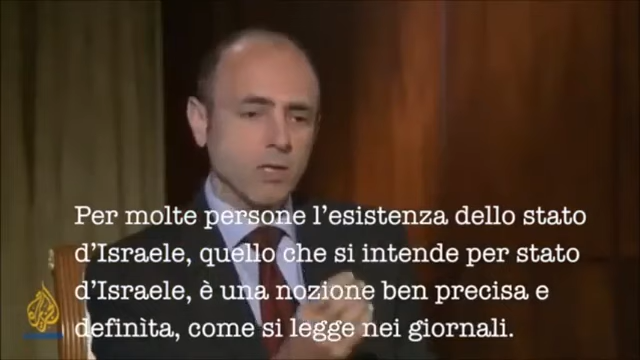 Per molte persone l'esistenza dello stato
d'Israele, quello che si intende per stato
d'Israele, è una nozione ben precisa e
definìta, come si legge nei giornali.